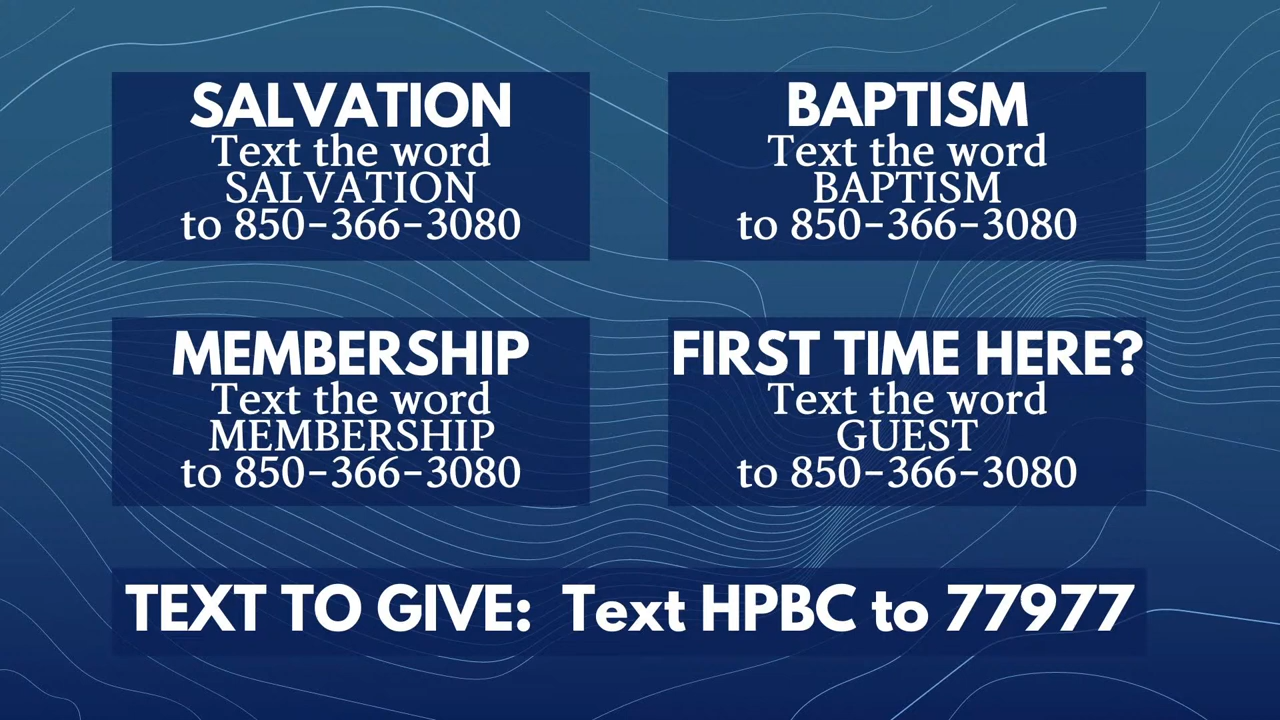 SALVATION
Text the word
SALVATION
to 850-366-3080
BAPTISM
Text the word
BAPTISM
to 850-366-3080
MEMBERSHIP
Text the word
MEMBERSHIP
to 850-366-3080
FIRST TIME HERE?
Text the word
GUEST
to 850-366-3080
TEXT TO GIVE: Text HPBC to 77977